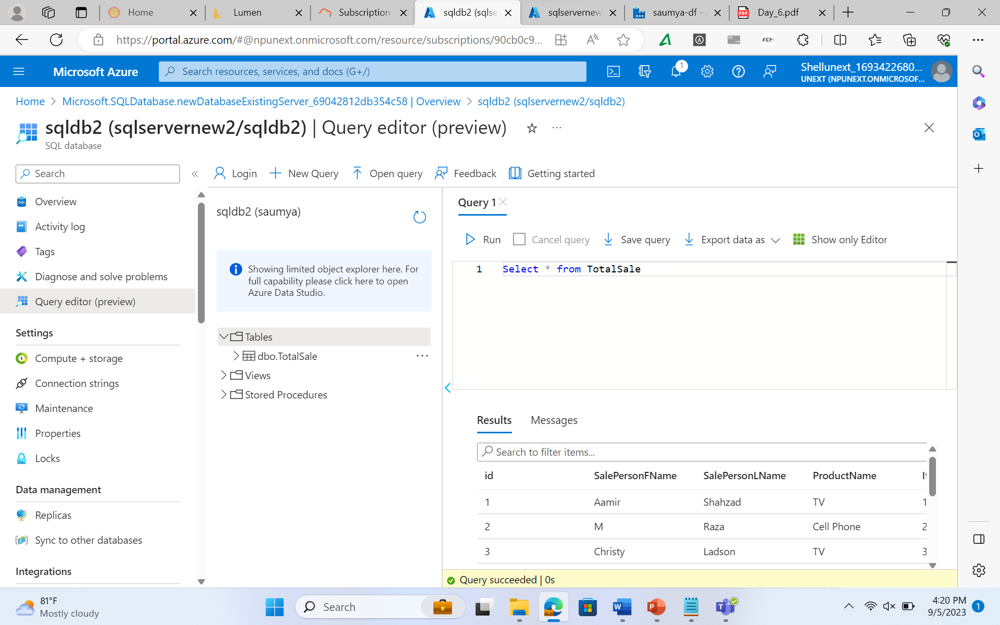 Home
Lumen
Subscription
sqldb2 (sqlse
sqlservernew
saumya-df -
Day_6.pdf
https://portal.azure.com/#@npunext.onmicrosoft.com/resource/subscriptions/90cb0c9...
Microsoft Azure
Search resources, services, and docs (G+/)
1
Shellunext_1693422680...
UNEXT (NPUNEXT.ONMICROSOF...
Home > Microsoft.SQLDatabase.newDatabaseExistingServer_69042812db354c58 | Overview > sqldb2 (sqlservernew2/sqldb2)
sqldb2 (sqlservernew2/sqldb2) | Query editor (preview)
SQL database
Search
Login
New Query
Open query
Feedback
Getting started
Overview
Activity log
Tags
Diagnose and solve problems
Query editor (preview)
Settings
Compute + storage
Connection strings
Maintenance
Properties
Locks
Data management
Replicas
Sync to other databases
Integrations
sqldb2 (saumya)
Showing limited object explorer here. For
full capability please click here to open
Azure Data Studio.
Tables
dbo.TotalSale
Views
Stored Procedures
Query 1
Run
Cancel query
Save query
Export data as
Show only Editor
1 Select * from TotalSale
Results
Messages
Search to filter items...
id SalePersonFName SalePersonLName ProductName It
1 Aamir Shahzad TV 1
2 M Raza Cell Phone 2
3 Christy Ladson TV 3
Query succeeded | 0s
81°F
Mostly cloudy
Search
4:20 PM
9/5/2023
1